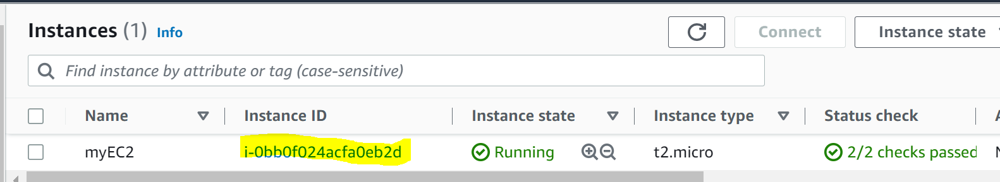 Instances (1) Info
Connect
Instance state
Find instance by attribute or tag (case-sensitive)
Name Instance ID Instance state Instance type Status check
myEC2 i-0bb0f024acfa0eb2d Running t2.micro 2/2 checks passed